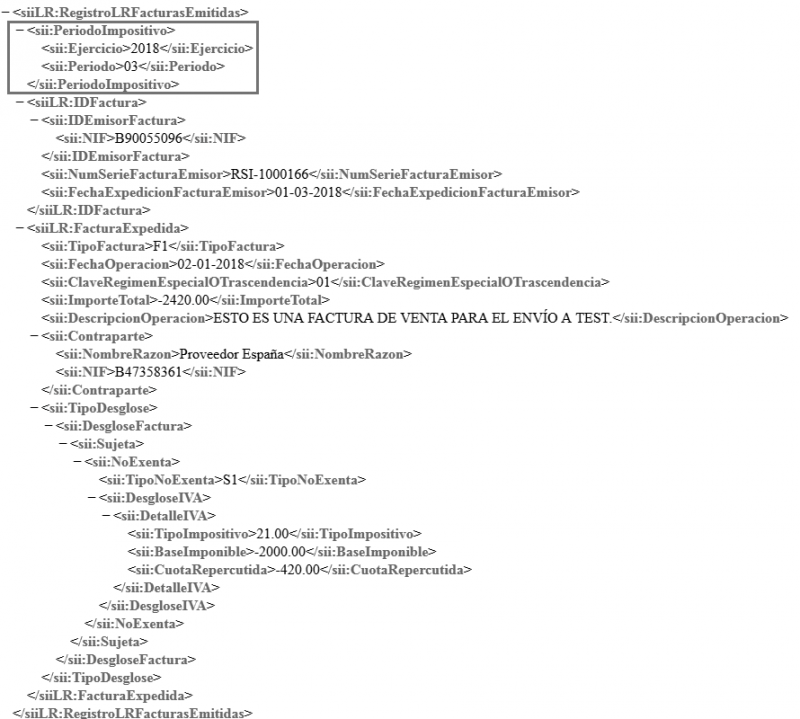 − <siiLR:RegistroLRFacturasEmitidas>
− <sii:PeriodoImpositivo>
<sii:Ejercicio>2018</sii:Ejercicio>
<sii:Periodo>03</sii:Periodo>
</sii:PeriodoImpositivo>
− <siiLR:IDFactura>
− <sii:IDEmisorFactura>
<sii:NIF>B90055096</sii:NIF>
</sii:IDEmisorFactura>
<sii:NumSerieFacturaEmisor>RSI-1000166</sii:NumSerieFacturaEmisor>
<sii:FechaExpedicionFacturaEmisor>01-03-2018</sii:FechaExpedicionFacturaEmisor>
</siiLR:IDFactura>
− <siiLR:FacturaExpedida>
<sii:TipoFactura>F1</sii:TipoFactura>
<sii:FechaOperacion>02-01-2018</sii:FechaOperacion>
<sii:ClaveRegimenEspecialOTrascendencia>01</sii:ClaveRegimenEspecialOTrascendencia>
<sii:ImporteTotal>-2420.00</sii:ImporteTotal>
<sii:DescripcionOperacion>ESTO ES UNA FACTURA DE VENTA PARA EL ENVÍO A TEST.</sii:DescripcionOperacion>
− <sii:Contraparte>
<sii:NombreRazon>Proveedor España</sii:NombreRazon>
<sii:NIF>B47358361</sii:NIF>
</sii:Contraparte>
− <sii:TipoDesglose>
− <sii:DesgloseFactura>
− <sii:Sujeta>
− <sii:NoExenta>
<sii:TipoNoExenta>S1</sii:TipoNoExenta>
− <sii:DesgloseIVA>
− <sii:DetalleIVA>
<sii:TipoImpositivo>21.00</sii:TipoImpositivo>
<sii:BaseImponible>-2000.00</sii:BaseImponible>
<sii:CuotaRepercutida>-420.00</sii:CuotaRepercutida>
</sii:DetalleIVA>
</sii:DesgloseIVA>
</sii:NoExenta>
</sii:Sujeta>
</sii:DesgloseFactura>
</sii:TipoDesglose>
</siiLR:FacturaExpedida>
</siiLR:RegistroLRFacturasEmitidas>